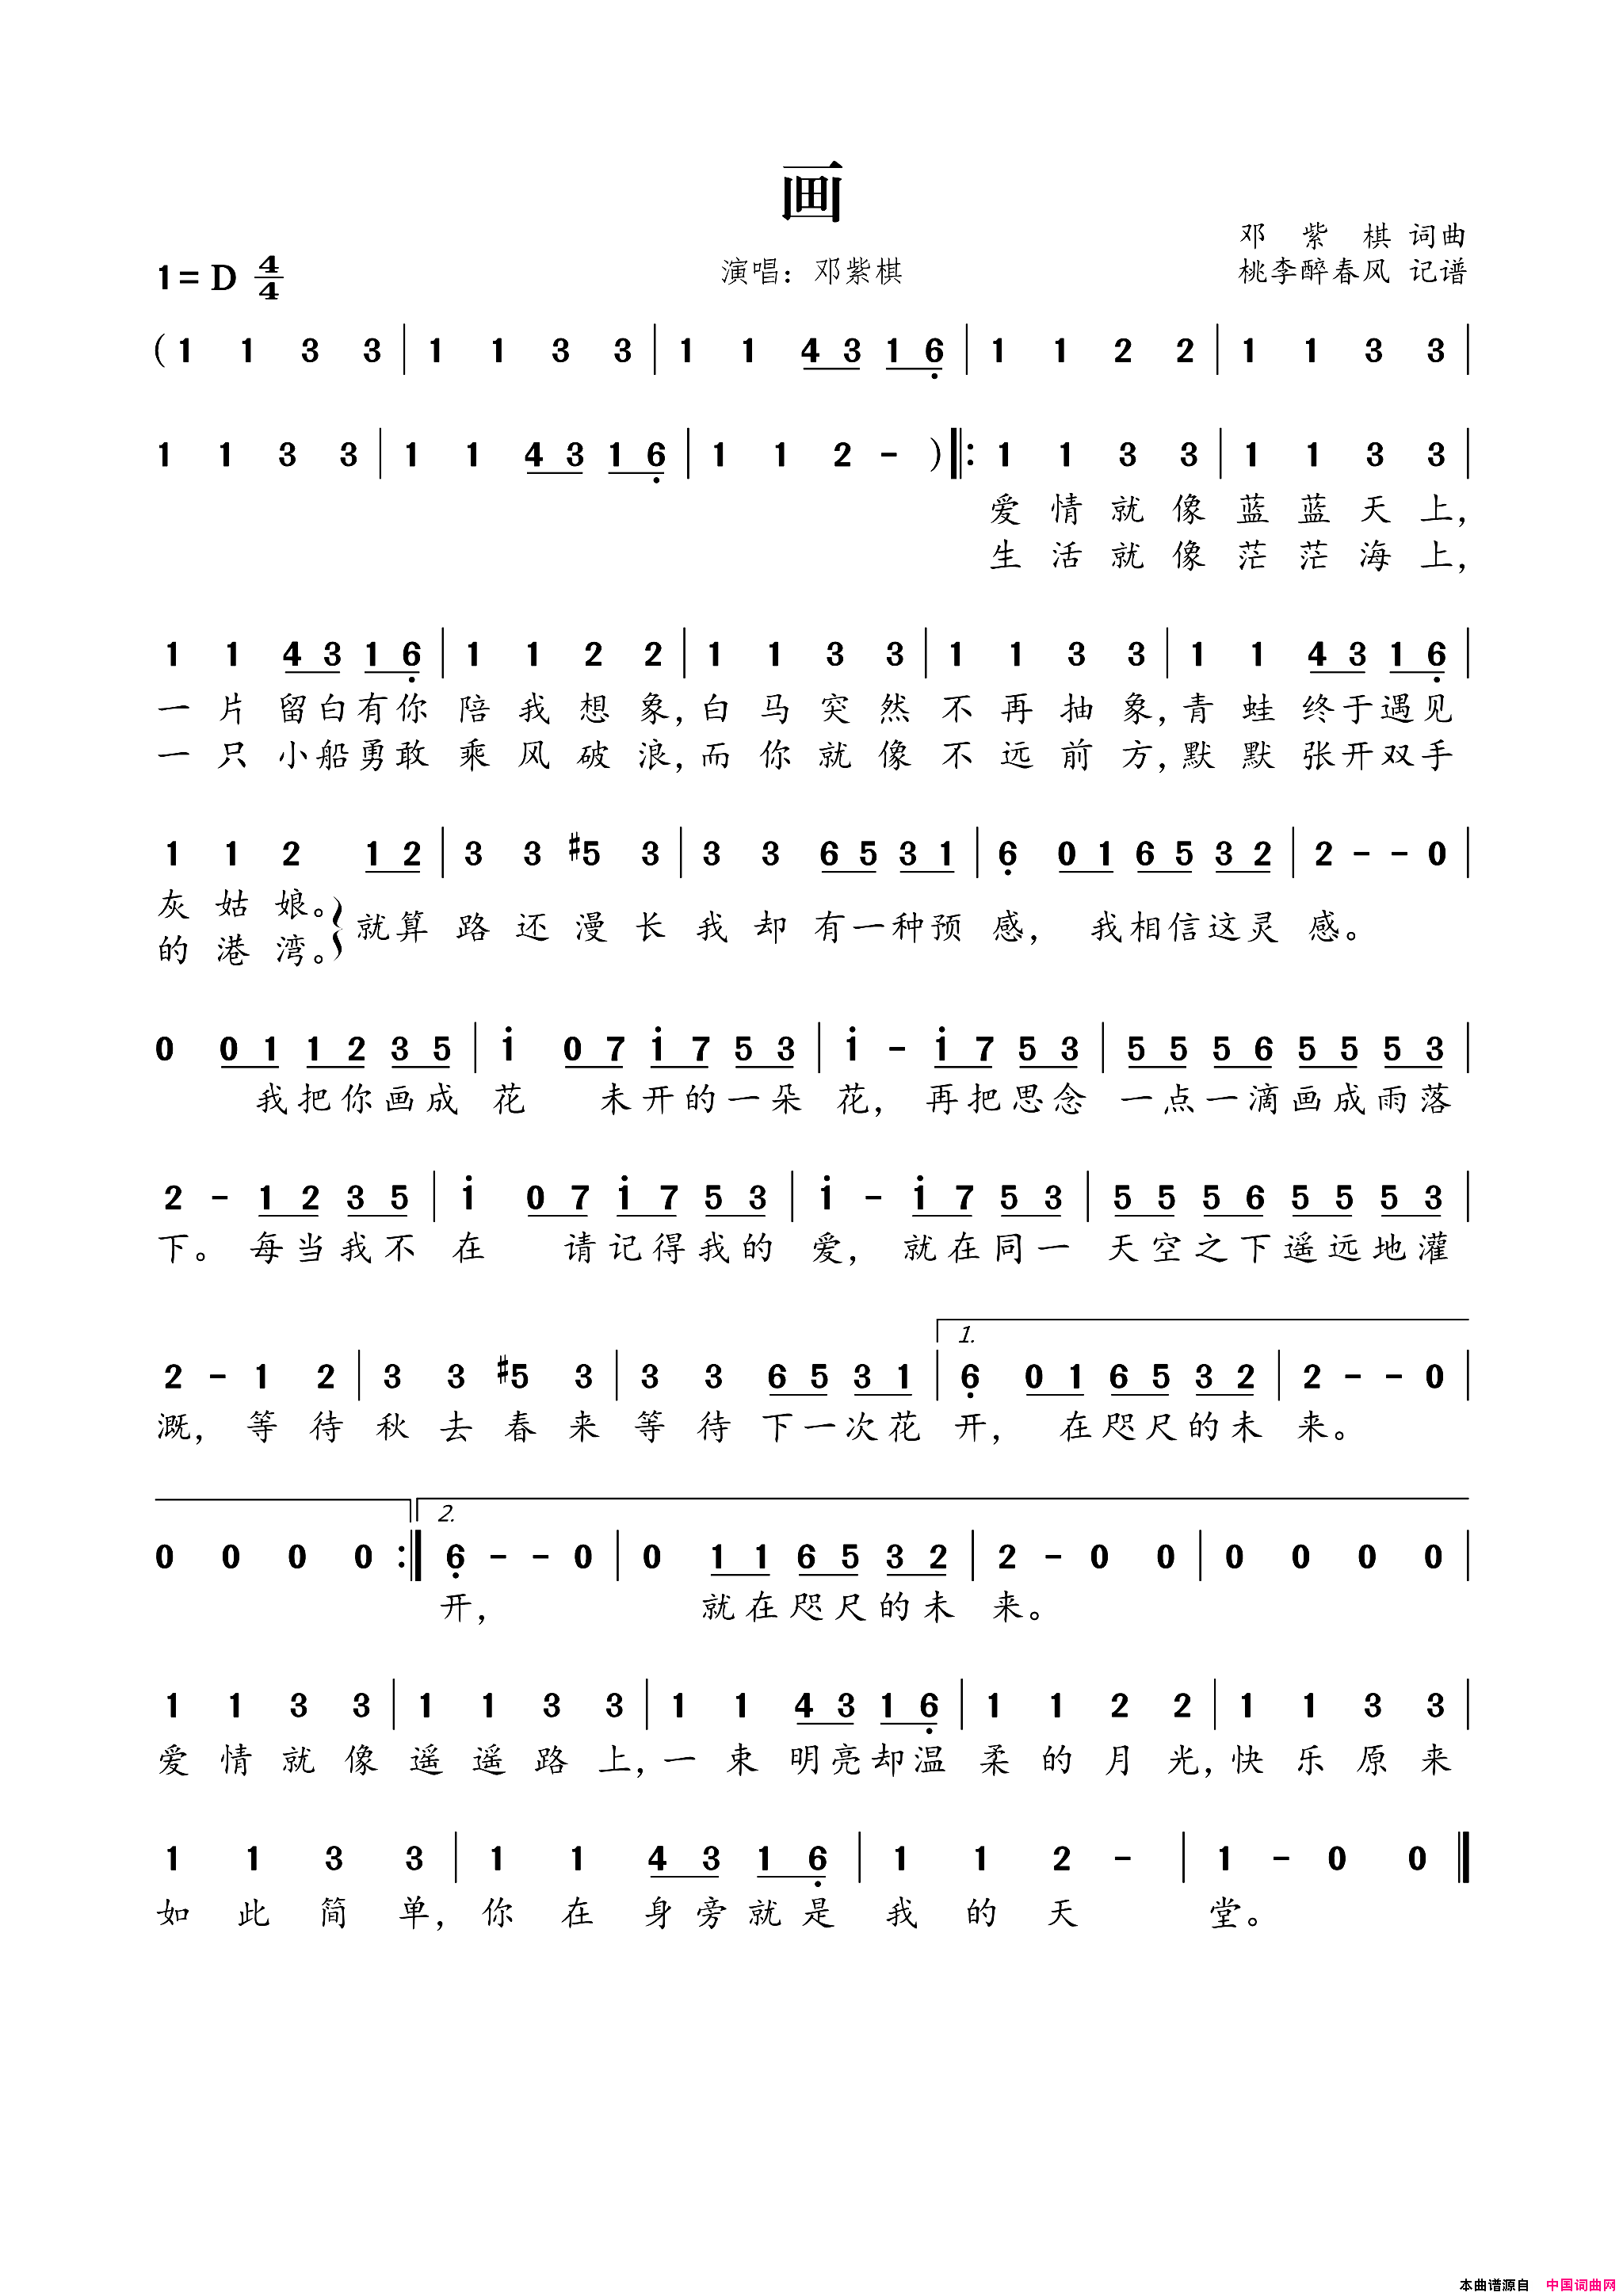 画
邓紫棋 词曲
1=D 4/4 演唱：邓紫棋 桃李醉春风 记谱
(1 1 3 3 | 1 1 3 3 | 1 1 4 3 1 6̣ | 1 1 2 2 | 1 1 3 3 |
1 1 3 3 | 1 1 4 3 1 6̣ | 1 1 2 - ) ‖: 1 1 3 3 | 1 1 3 3 |
爱情就像蓝蓝天上，
生活就像茫茫海上，
1 1 4 3 1 6̣ | 1 1 2 2 | 1 1 3 3 | 1 1 3 3 | 1 1 4 3 1 6̣ |
一片留白有你陪我想象，白马突然不再抽象，青蛙终于遇见
一只小船勇敢乘风破浪，而你就像不远前方，默默张开双手
1 1 2 1 2 | 3 3 #5 3 | 3 3 6 5 3 1 | 6̣ 0 1 6 5 3 2 | 2 - - 0 |
灰姑娘。
就算路还漫长我却有一种预感，我相信这灵感。
的港湾。
0 0 1 1 2 3 5 | 1̇ 0 7 1̇ 7 5 3 | 1̇ - 1̇ 7 5 3 | 5 5 5 6 5 5 5 3 |
我把你画成花 未开的一朵花，再把思念一点一滴画成雨落
2 - 1 2 3 5 | 1̇ 0 7 1̇ 7 5 3 | 1̇ - 1̇ 7 5 3 | 5 5 5 6 5 5 5 3 |
下。每当我不在 请记得我的爱，就在同一天空之下遥远地灌
1.
2 - 1 2 | 3 3 #5 3 | 3 3 6 5 3 1 | 6̣ 0 1 6 5 3 2 | 2 - - 0 |
溉，等待秋去春来等待下一次花开，在咫尺的未来。
2.
0 0 0 0 :‖ 6̣ - - 0 | 0 1 1 6 5 3 2 | 2 - 0 0 | 0 0 0 0 |
开，就在咫尺的未来。
1 1 3 3 | 1 1 3 3 | 1 1 4 3 1 6̣ | 1 1 2 2 | 1 1 3 3 |
爱情就像遥遥路上，一束明亮却温柔的月光，快乐原来
1 1 3 3 | 1 1 4 3 1 6̣ | 1 1 2 - | 1 - 0 0 ‖
如此简单，你在身旁就是我的天堂。
本曲谱源自 中国词曲网